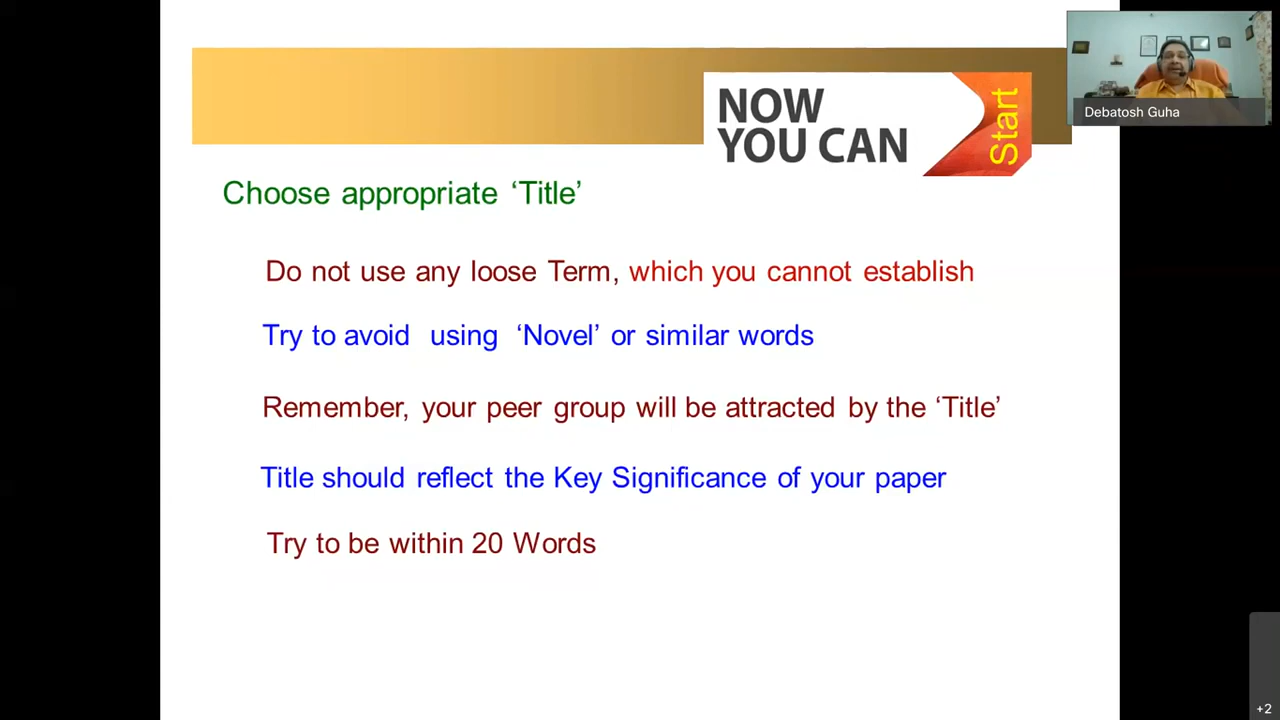 NOW
YOU CAN
Start
Debatosh Guha
Choose appropriate ‘Title’
Do not use any loose Term, which you cannot establish
Try to avoid using ‘Novel’ or similar words
Remember, your peer group will be attracted by the ‘Title’
Title should reflect the Key Significance of your paper
Try to be within 20 Words
+2